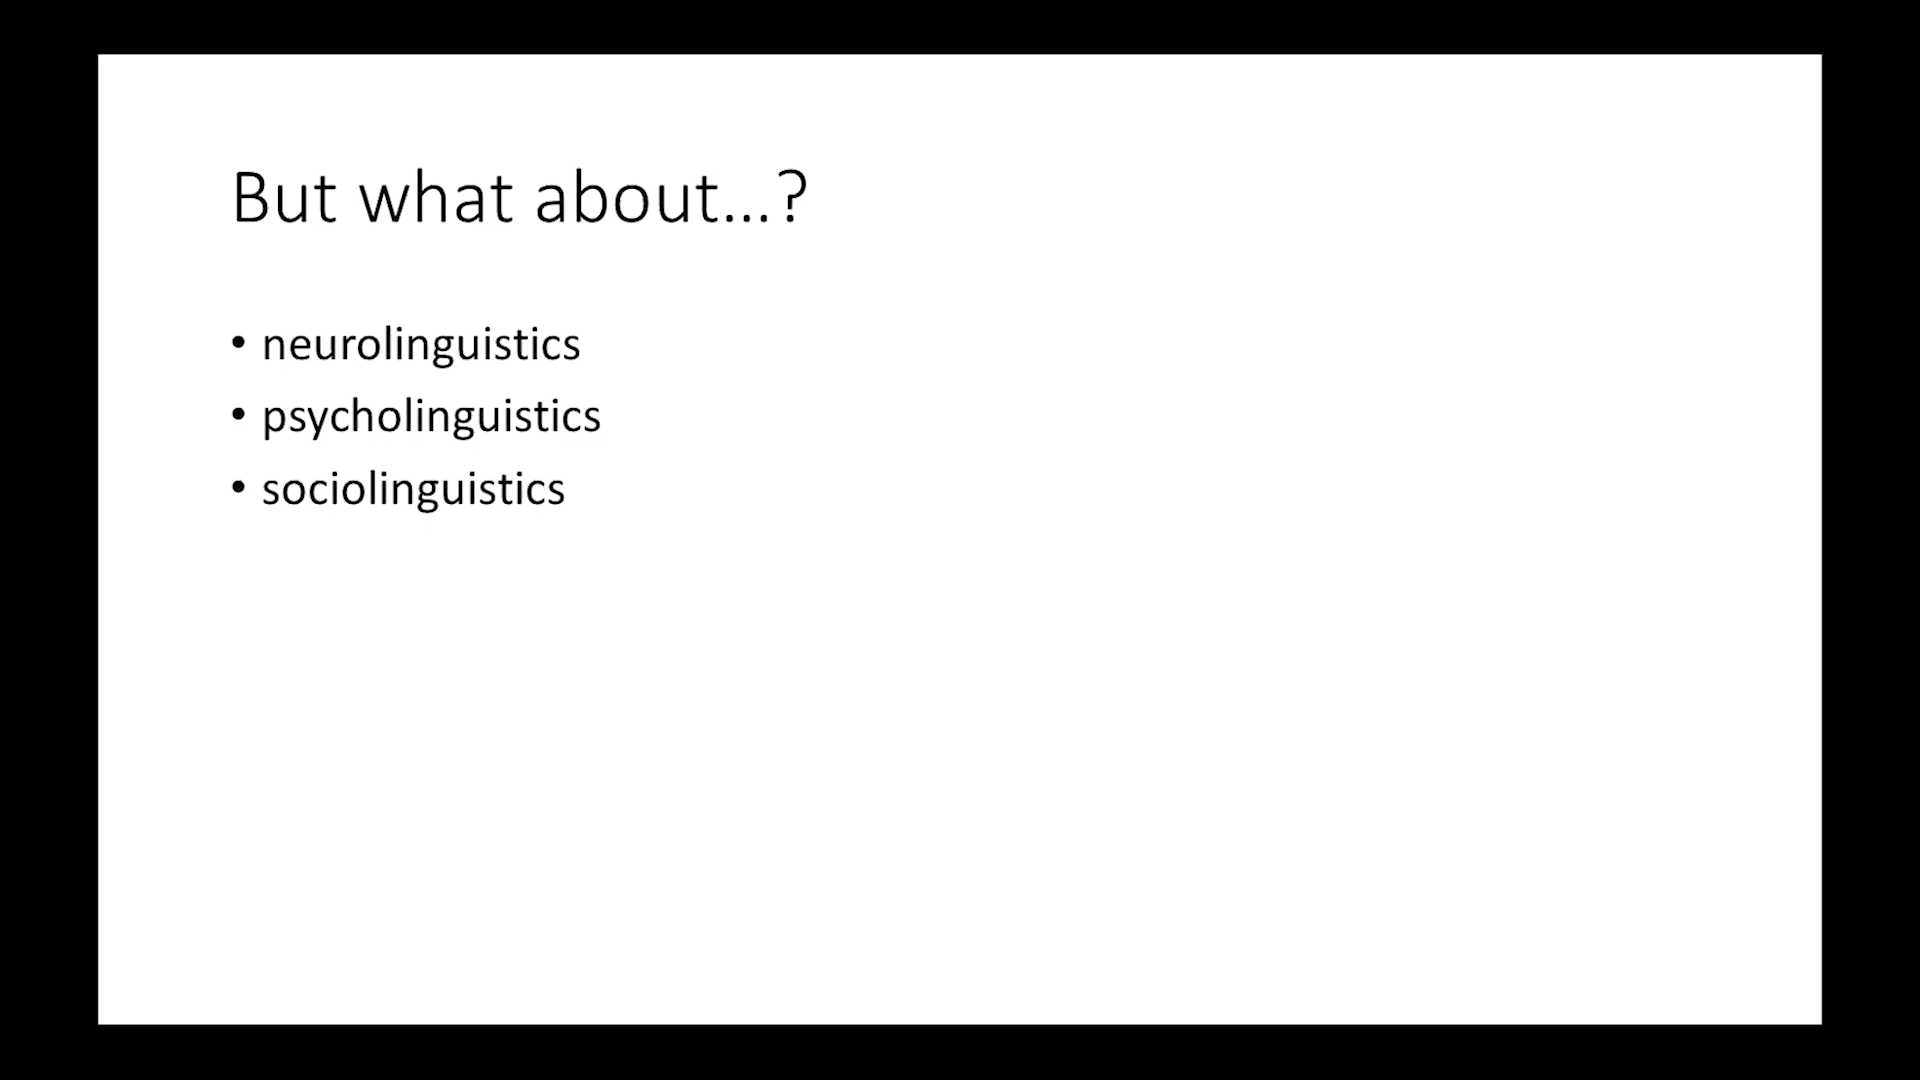 But what about...?
• neurolinguistics
• psycholinguistics
• sociolinguistics